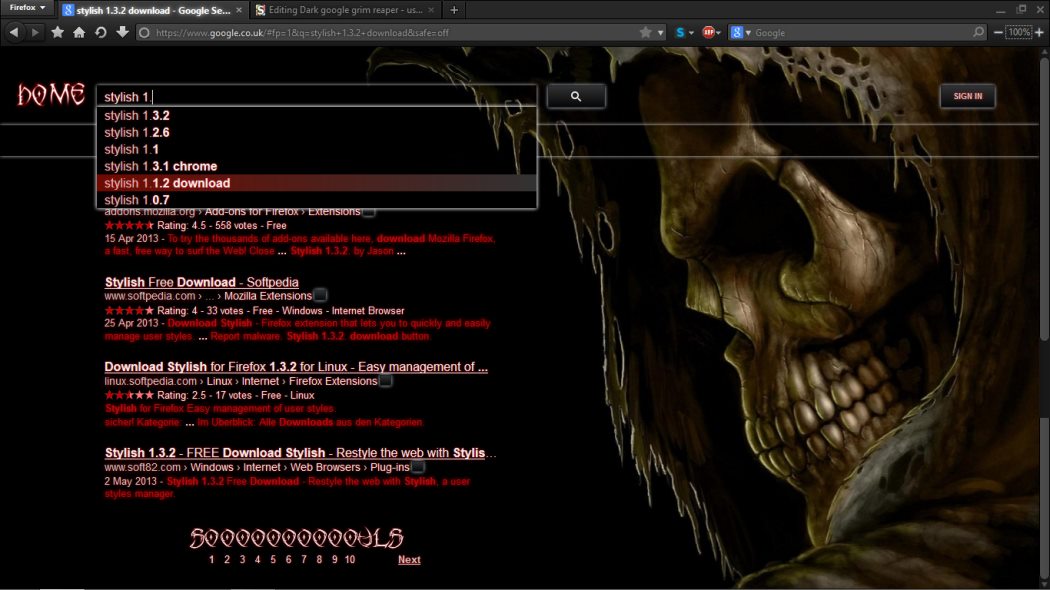 Firefox
stylish 1.3.2 download - Google Se...
Editing Dark google grim reaper - us...
https://www.google.co.uk/#fp=1&q=stylish+1.3.2+download&safe=off
Google
100%
HOME
stylish 1.
SIGN IN
stylish 1.3.2
stylish 1.2.6
stylish 1.1
stylish 1.3.1 chrome
stylish 1.1.2 download
stylish 1.0.7
addons.mozilla.org › Add-ons for Firefox › Extensions
Rating: 4.5 - 558 votes - Free
15 Apr 2013 - To try the thousands of add-ons available here, download Mozilla Firefox,
a fast, free way to surf the Web! Close ... Stylish 1.3.2. by Jason ...
Stylish Free Download - Softpedia
www.softpedia.com › ... › Mozilla Extensions
Rating: 4 - 33 votes - Free - Windows - Internet Browser
25 Apr 2013 - Download Stylish - Firefox extension that lets you to quickly and easily
manage user styles. ... Report malware. Stylish 1.3.2. download button
Download Stylish for Firefox 1.3.2 for Linux - Easy management of ...
linux.softpedia.com › Linux › Internet › Firefox Extensions
Rating: 2.5 - 17 votes - Free - Linux
Stylish for Firefox Easy management of user styles.
sicher! Kategorie. ... Im Überblick: Alle Downloads aus den Kategorien.
Stylish 1.3.2 - FREE Download Stylish - Restyle the web with Stylis...
www.soft82.com › Windows › Internet › Web Browsers › Plug-ins
2 May 2013 - Stylish 1.3.2 Free Download - Restyle the web with Stylish, a user
styles manager.
SOOOOOOOOOOULS
1 2 3 4 5 6 7 8 9 10 Next